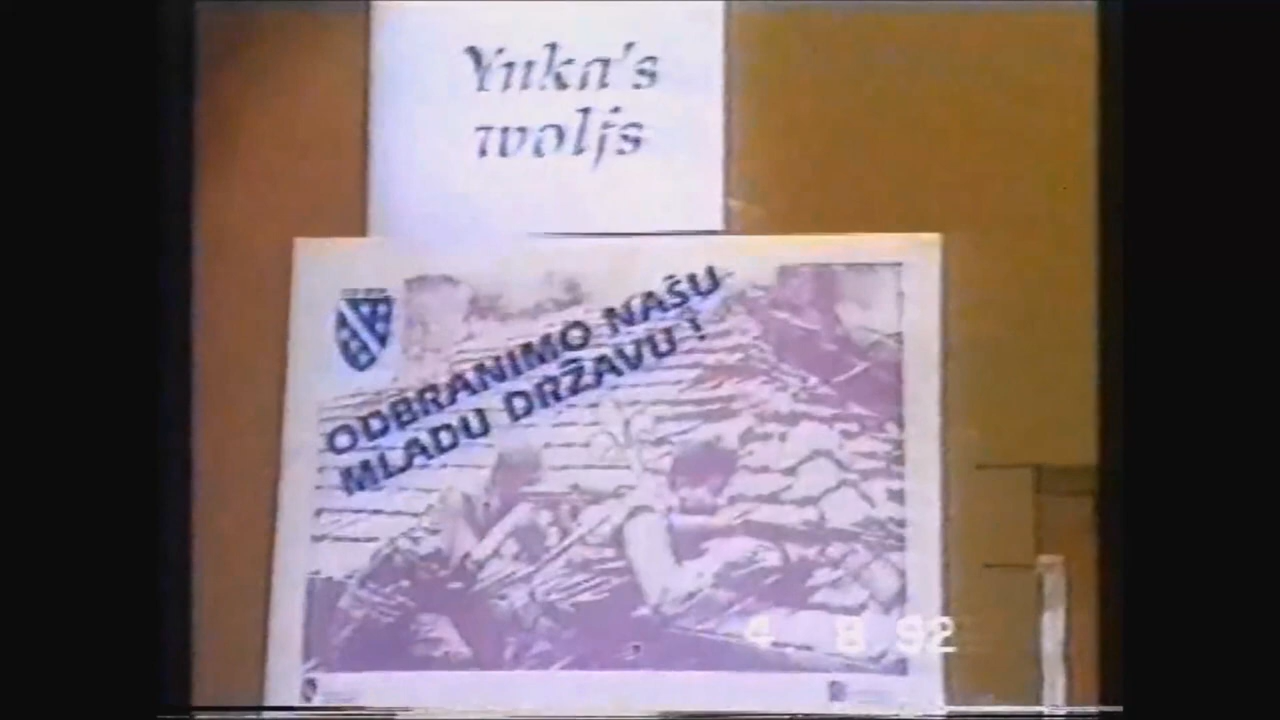 Yuka's
wolfs
ODBRANIMO NAŠU
MLADU DRŽAVU !
4. 8.92